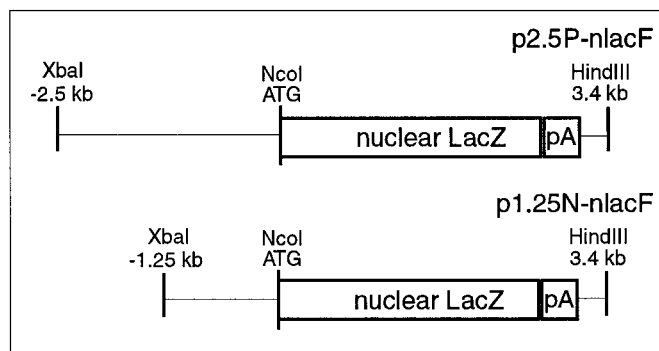 p2.5P-nlacF
XbaI NcoI HindIII
-2.5 kb ATG 3.4 kb
nuclear LacZ pA
p1.25N-nlacF
XbaI NcoI HindIII
-1.25 kb ATG 3.4 kb
nuclear LacZ pA